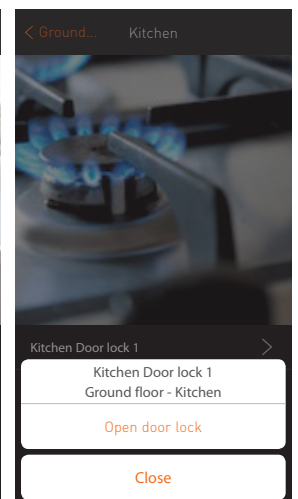 Ground... Kitchen
Kitchen Door lock 1
Kitchen Door lock 1
Ground floor - Kitchen
Open door lock
Close